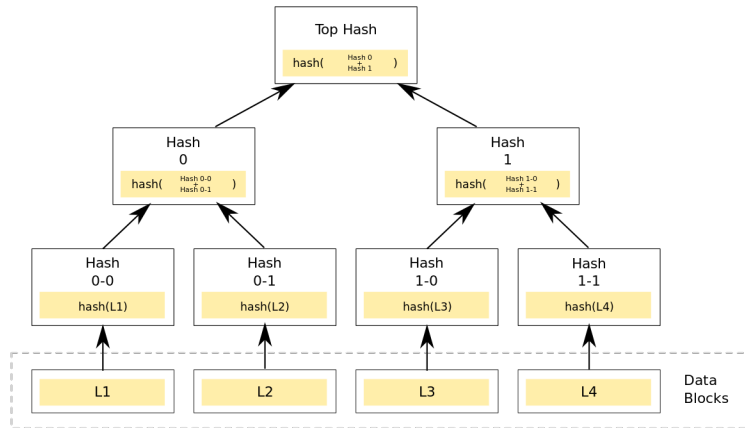 Top Hash
hash( Hash 0 + Hash 1 )
Hash
0
hash( Hash 0-0 + Hash 0-1 )
Hash
1
hash( Hash 1-0 + Hash 1-1 )
Hash
0-0
hash(L1)
Hash
0-1
hash(L2)
Hash
1-0
hash(L3)
Hash
1-1
hash(L4)
L1
L2
L3
L4
Data
Blocks